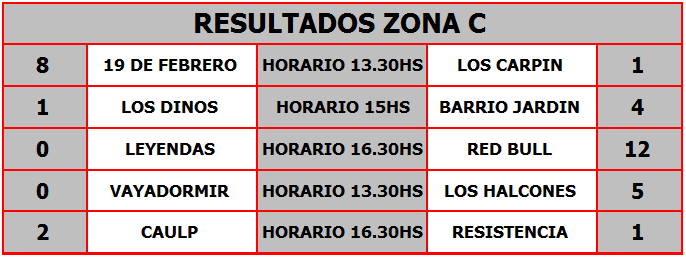 RESULTADOS ZONA C
8 19 DE FEBRERO HORARIO 13.30HS LOS CARPIN 1
1 LOS DINOS HORARIO 15HS BARRIO JARDIN 4
0 LEYENDAS HORARIO 16.30HS RED BULL 12
0 VAYADORMIR HORARIO 13.30HS LOS HALCONES 5
2 CAULP HORARIO 16.30HS RESISTENCIA 1